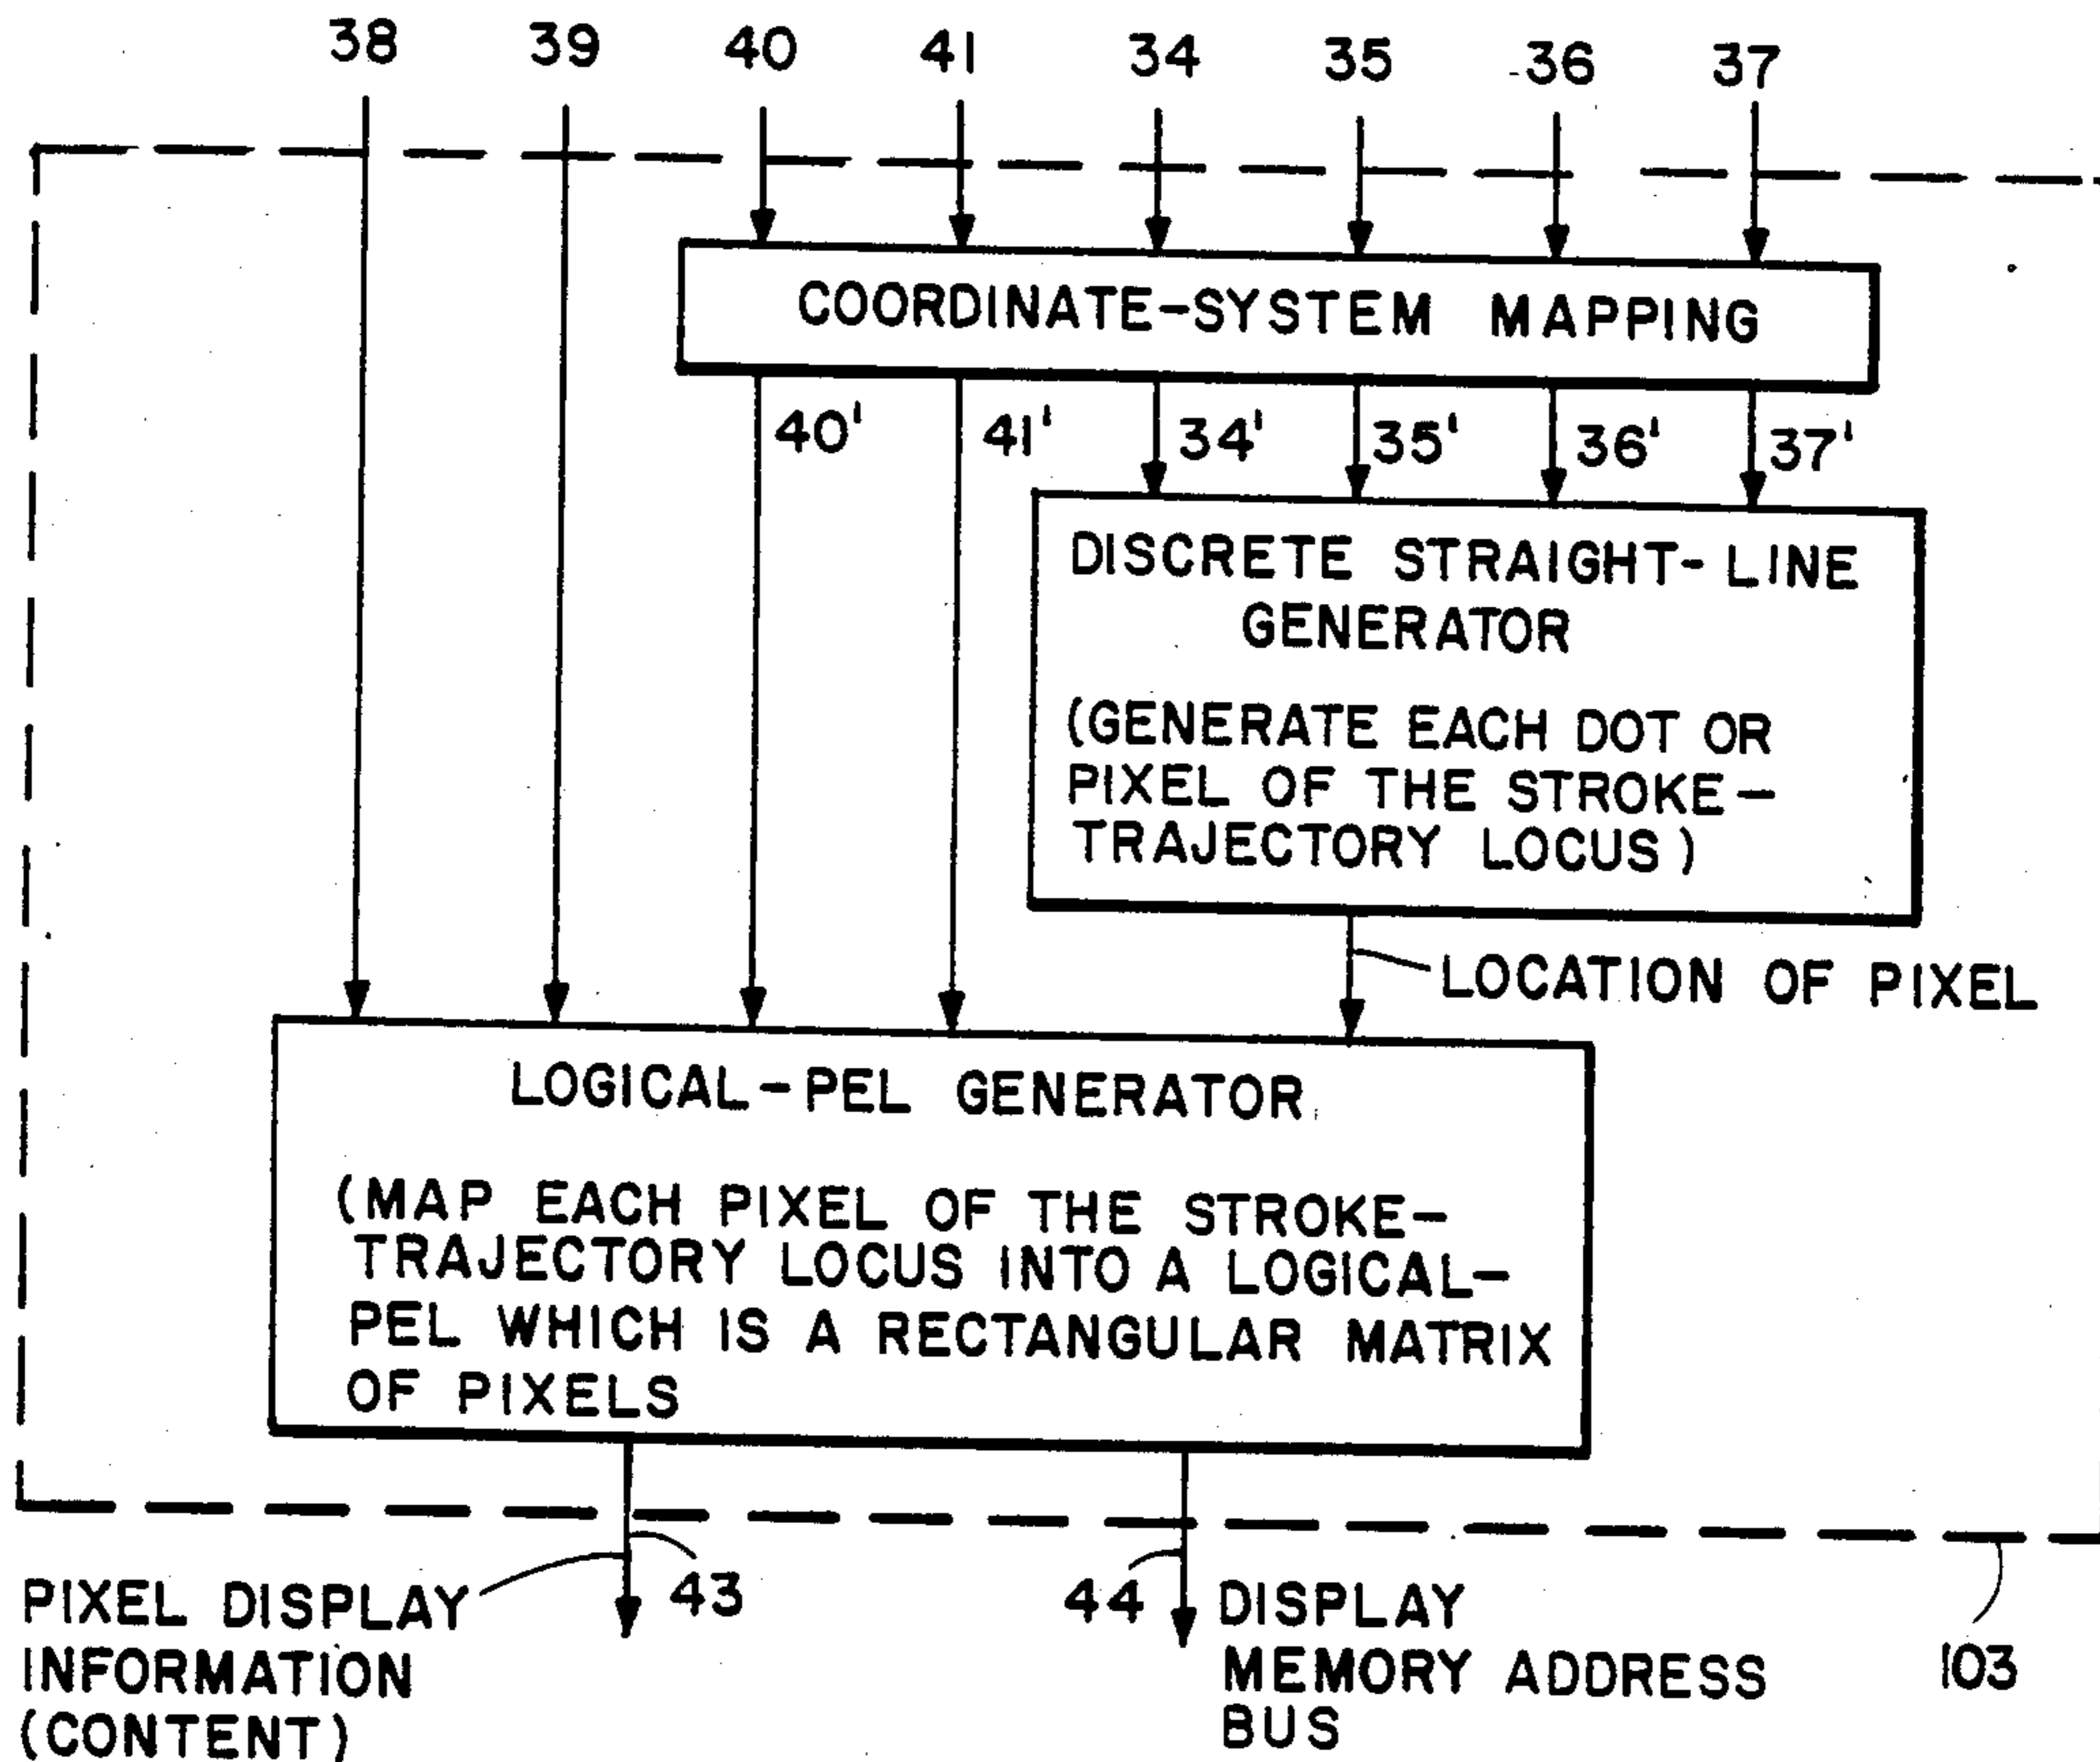 38 39 40 41 34 35 36 37
COORDINATE-SYSTEM MAPPING
40' 41' 34' 35' 36' 37'
DISCRETE STRAIGHT-LINE
GENERATOR
(GENERATE EACH DOT OR
PIXEL OF THE STROKE-
TRAJECTORY LOCUS)
LOCATION OF PIXEL
LOGICAL-PEL GENERATOR
(MAP EACH PIXEL OF THE STROKE-
TRAJECTORY LOCUS INTO A LOGICAL-
PEL WHICH IS A RECTANGULAR MATRIX
OF PIXELS
PIXEL DISPLAY
INFORMATION
(CONTENT)
43
44
DISPLAY
MEMORY ADDRESS
BUS
103